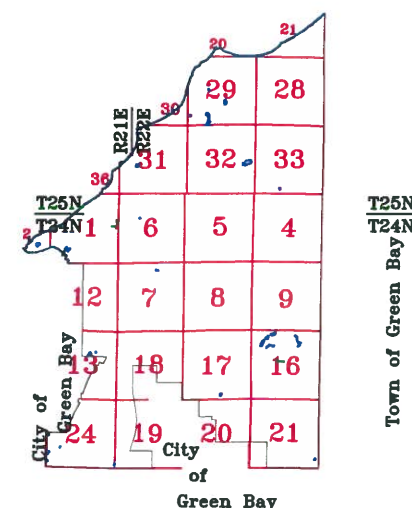 21
20
29 28
30
R21E
R22E
31 32 33
36
T25N
T24N
T25N
T24N
2 1 6 5 4
12 7 8 9
13 18 17 16
24 19 20 21
City of
Green Bay
City
of
Green Bay
Town of Green Bay